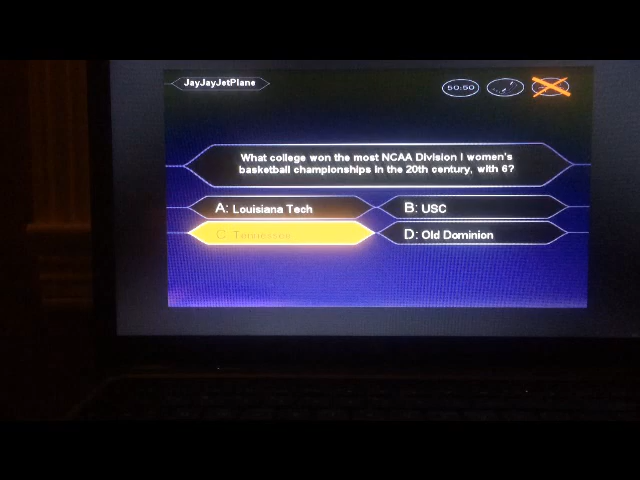 JayJayJetPlane
50:50
What college won the most NCAA Division I women's
basketball championships in the 20th century, with 6?
A: Louisiana Tech
B: USC
C: Tennessee
D: Old Dominion